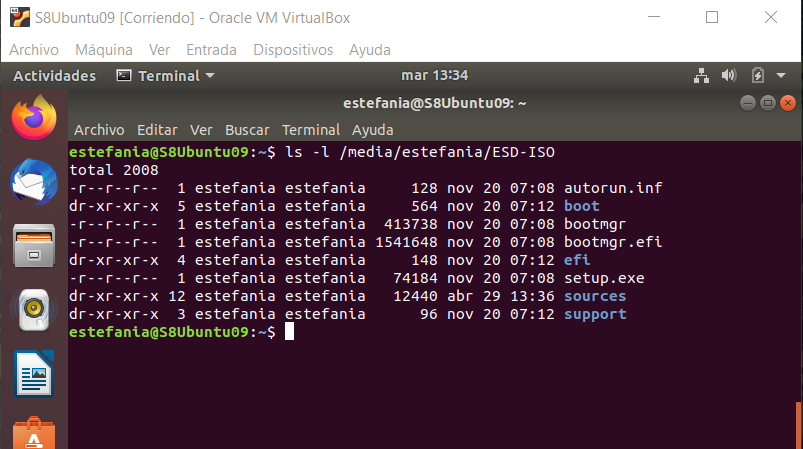 S8Ubuntu09 [Corriendo] - Oracle VM VirtualBox
Archivo Máquina Ver Entrada Dispositivos Ayuda
Actividades Terminal mar 13:34
estefania@S8Ubuntu09: ~
Archivo Editar Ver Buscar Terminal Ayuda
estefania@S8Ubuntu09:~$ ls -l /media/estefania/ESD-ISO
total 2008
-r--r--r--  1 estefania estefania     128 nov 20 07:08 autorun.inf
dr-xr-xr-x  5 estefania estefania     564 nov 20 07:12 boot
-r--r--r--  1 estefania estefania  413738 nov 20 07:08 bootmgr
-r--r--r--  1 estefania estefania 1541648 nov 20 07:08 bootmgr.efi
dr-xr-xr-x  4 estefania estefania     148 nov 20 07:12 efi
-r--r--r--  1 estefania estefania   74184 nov 20 07:08 setup.exe
dr-xr-xr-x 12 estefania estefania   12440 abr 29 13:36 sources
dr-xr-xr-x  3 estefania estefania      96 nov 20 07:12 support
estefania@S8Ubuntu09:~$